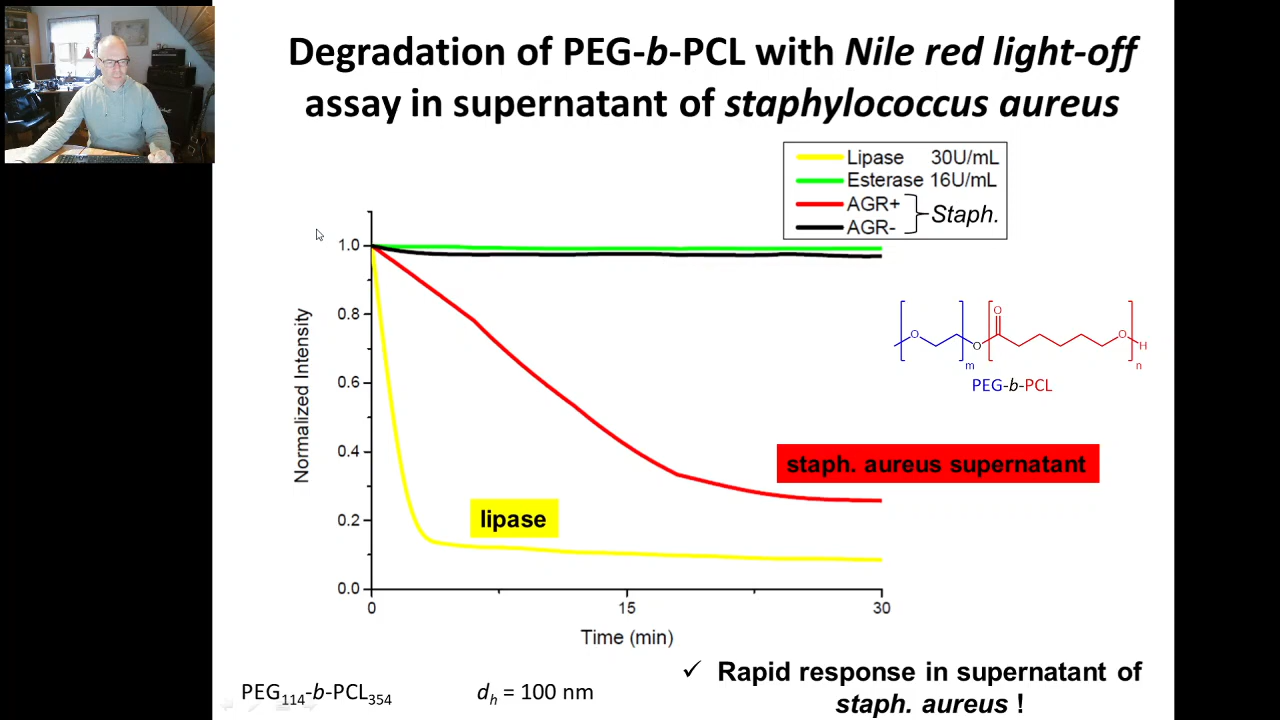 Degradation of PEG-b-PCL with Nile red light-off
assay in supernatant of staphylococcus aureus
Lipase 30U/mL
Esterase 16U/mL
AGR+
AGR-
Staph.
1.0
0.8
0.6
0.4
0.2
0.0
Normalized Intensity
0 15 30
Time (min)
lipase
staph. aureus supernatant
O O O O H
m n
PEG-b-PCL
PEG114-b-PCL354
dh = 100 nm
✓ Rapid response in supernatant of
staph. aureus !